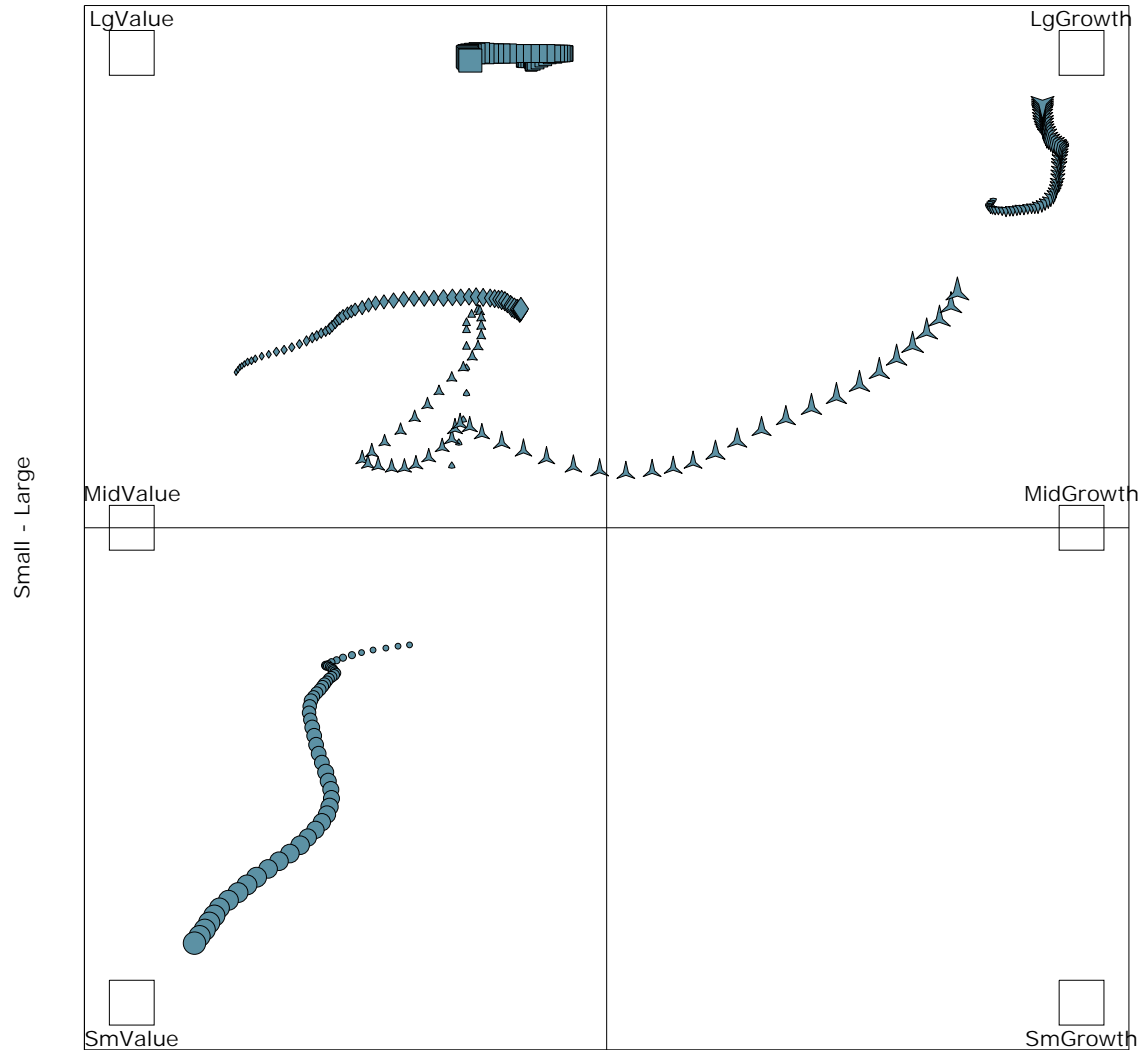 LgValue
LgGrowth
Small - Large
MidValue
MidGrowth
SmValue
SmGrowth